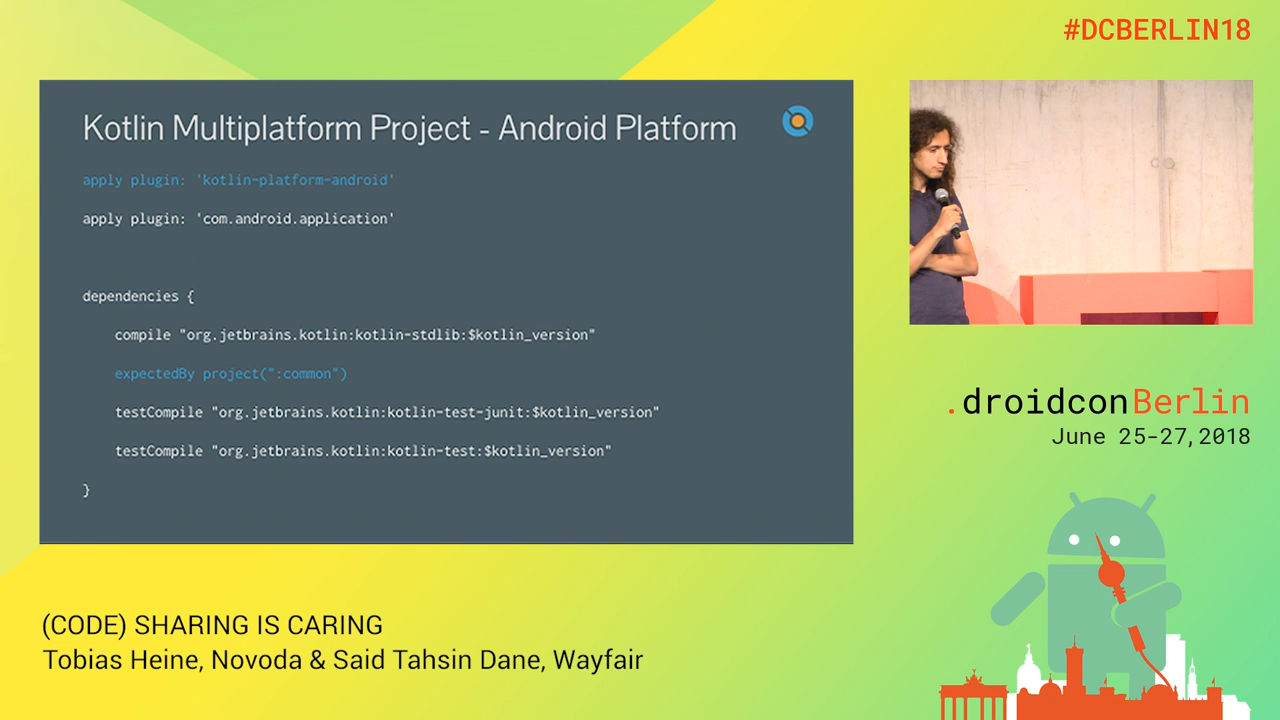 #DCBERLIN18
Kotlin Multiplatform Project - Android Platform
apply plugin: 'kotlin-platform-android'
apply plugin: 'com.android.application'
dependencies {
compile "org.jetbrains.kotlin:kotlin-stdlib:$kotlin_version"
expectedBy project(":common")
testCompile "org.jetbrains.kotlin:kotlin-test-junit:$kotlin_version"
testCompile "org.jetbrains.kotlin:kotlin-test:$kotlin_version"
}
.droidconBerlin
June 25-27,2018
(CODE) SHARING IS CARING
Tobias Heine, Novoda & Said Tahsin Dane, Wayfair